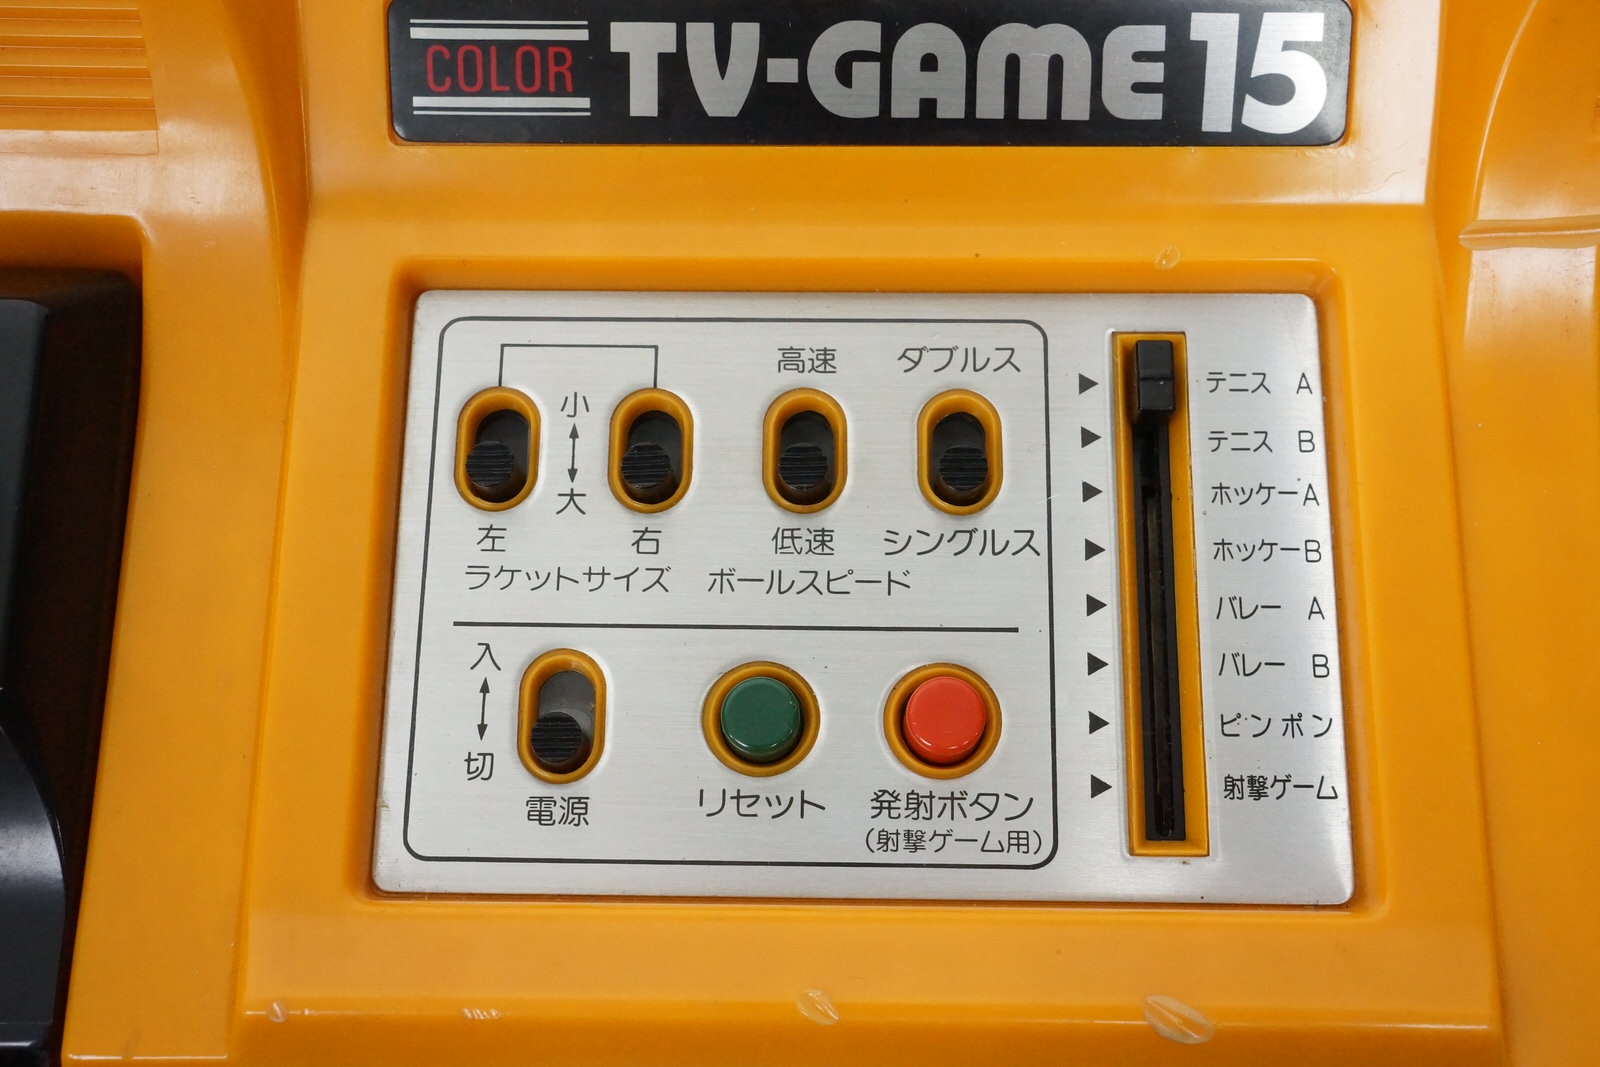 COLOR TV-GAME 15
高速 ダブルス
小
大
左 右 低速 シングルス
ラケットサイズ ボールスピード
入
切
電源 リセット 発射ボタン
(射撃ゲーム用)
テニス A
テニス B
ホッケーA
ホッケーB
バレー A
バレー B
ピンポン
射撃ゲーム